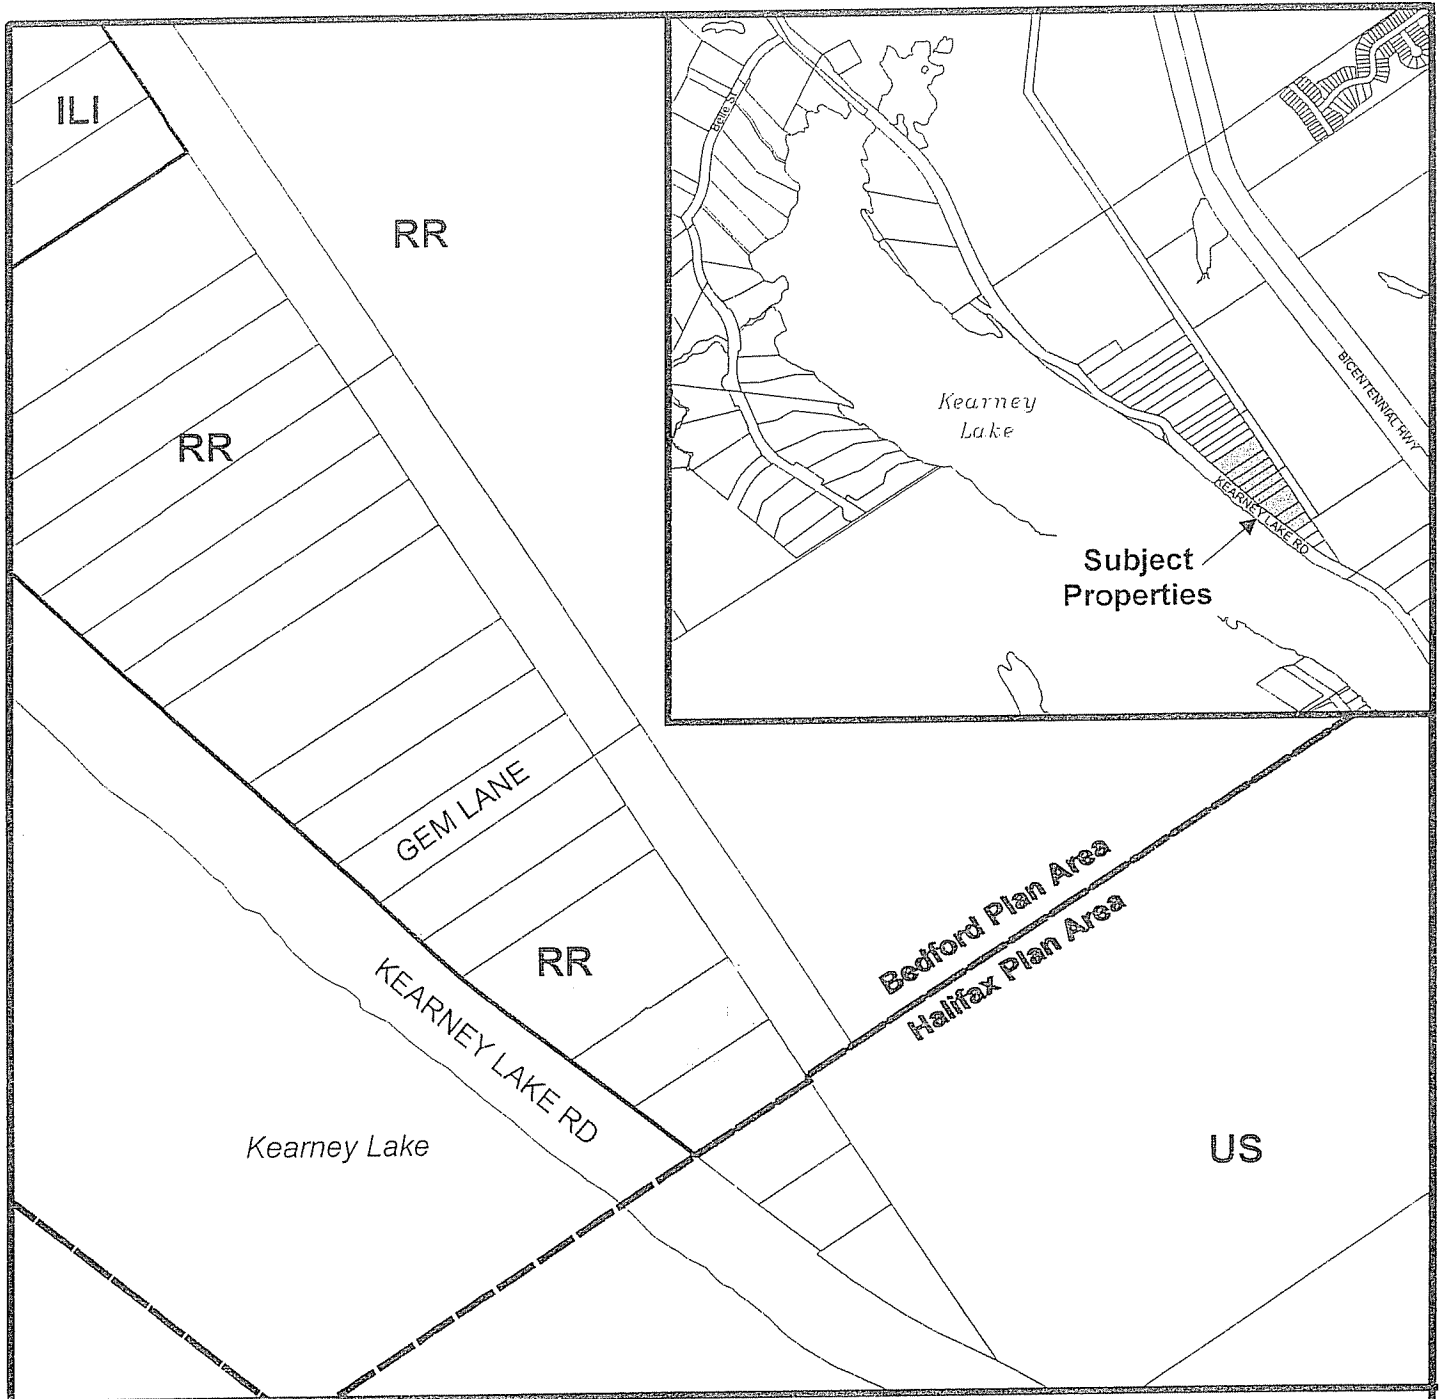 ILI
RR
RR
GEM LANE
RR
KEARNEY LAKE RD
Kearney Lake
Bedford Plan Area
Halifax Plan Area
US
Belle St
Kearney
Lake
BICENTENNIAL HWY
KEARNEY LAKE RD
Subject
Properties